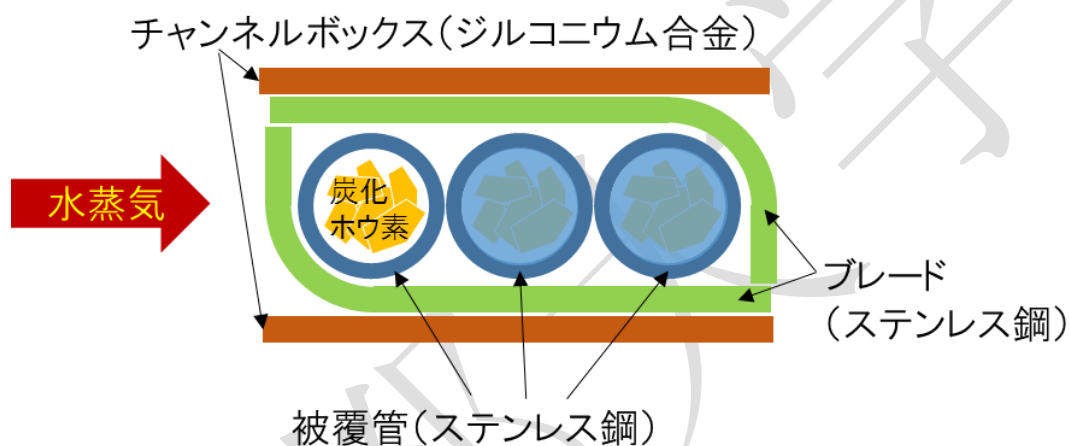 チャンネルボックス(ジルコニウム合金)
水蒸気
炭化
ホウ素
ブレード
(ステンレス鋼)
被覆管(ステンレス鋼)